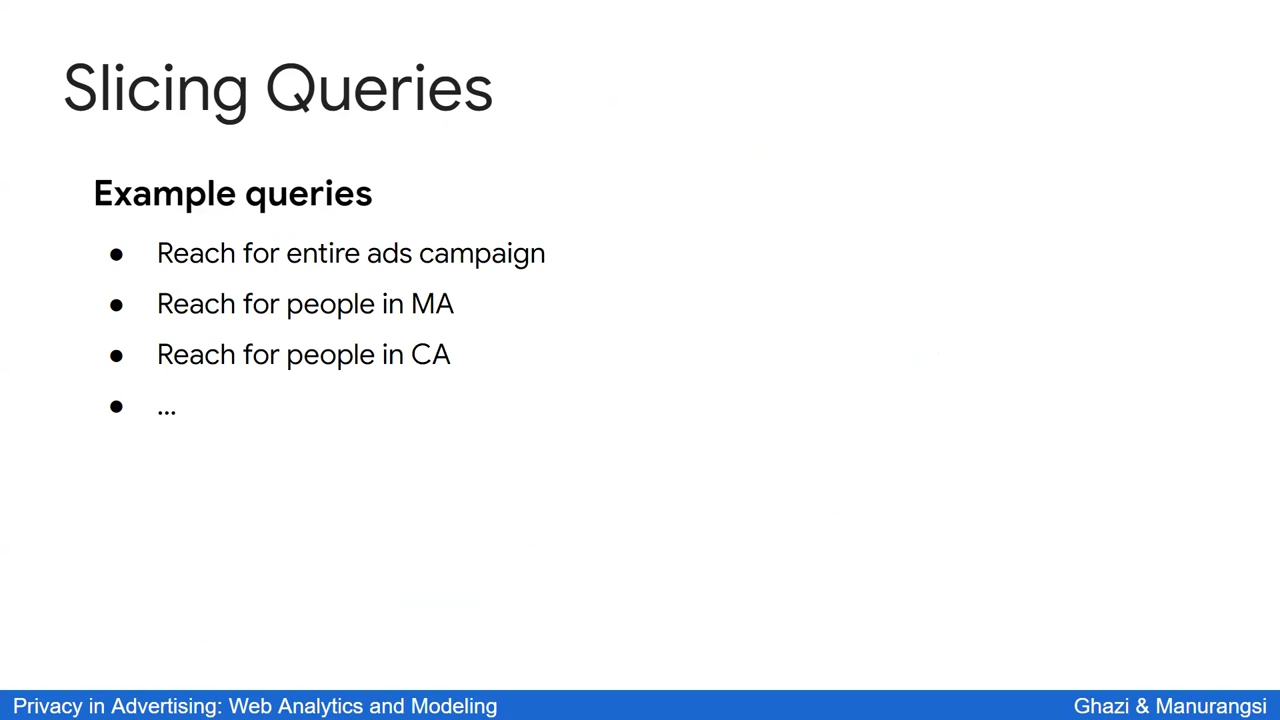 Slicing Queries
Example queries
● Reach for entire ads campaign
● Reach for people in MA
● Reach for people in CA
● ...
Privacy in Advertising: Web Analytics and Modeling
Ghazi & Manurangsi